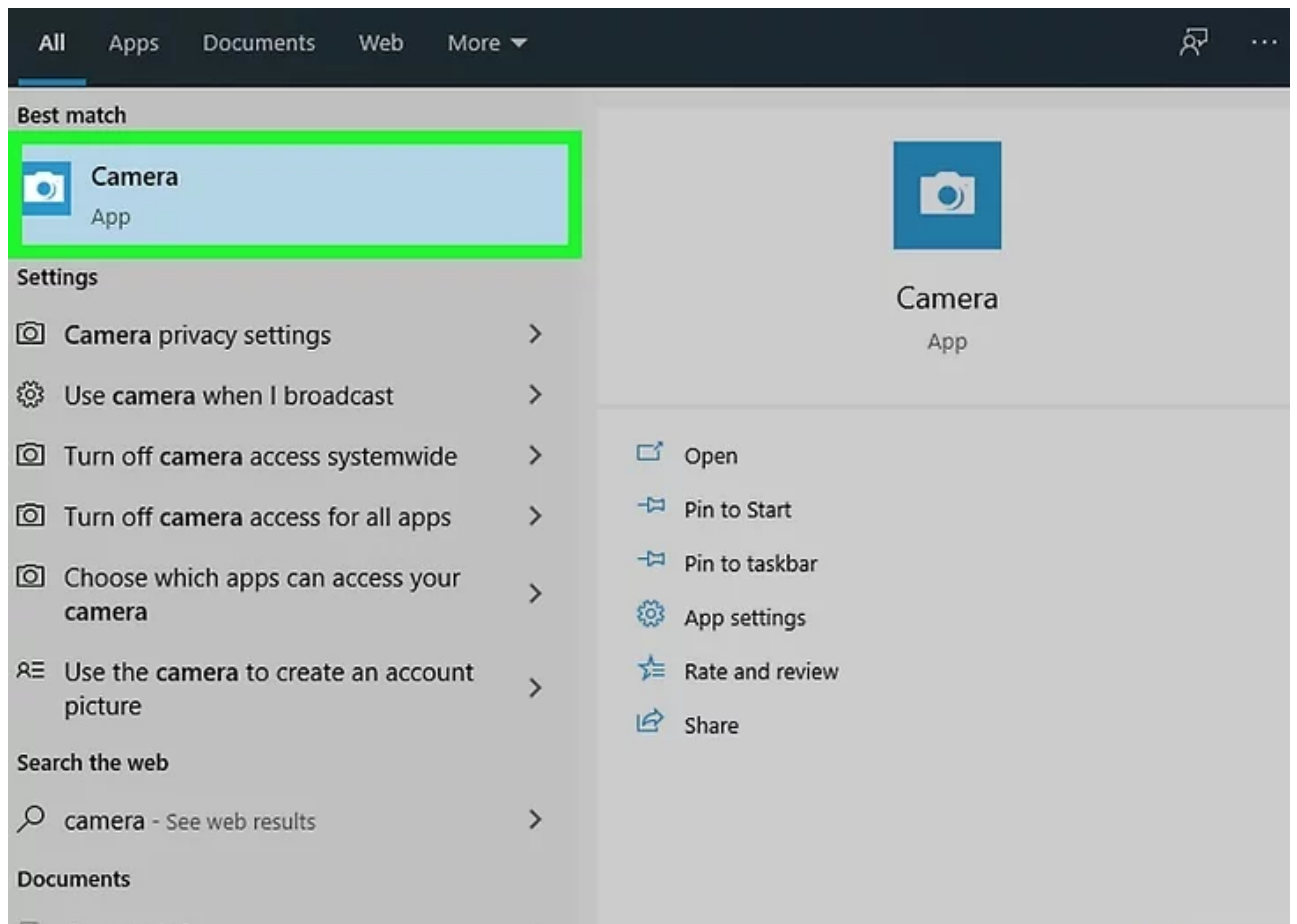 All Apps Documents Web More
Best match
Camera
App
Settings
Camera privacy settings
Use camera when I broadcast
Turn off camera access systemwide
Turn off camera access for all apps
Choose which apps can access your
camera
Use the camera to create an account
picture
Search the web
camera - See web results
Documents
Camera
App
Open
Pin to Start
Pin to taskbar
App settings
Rate and review
Share